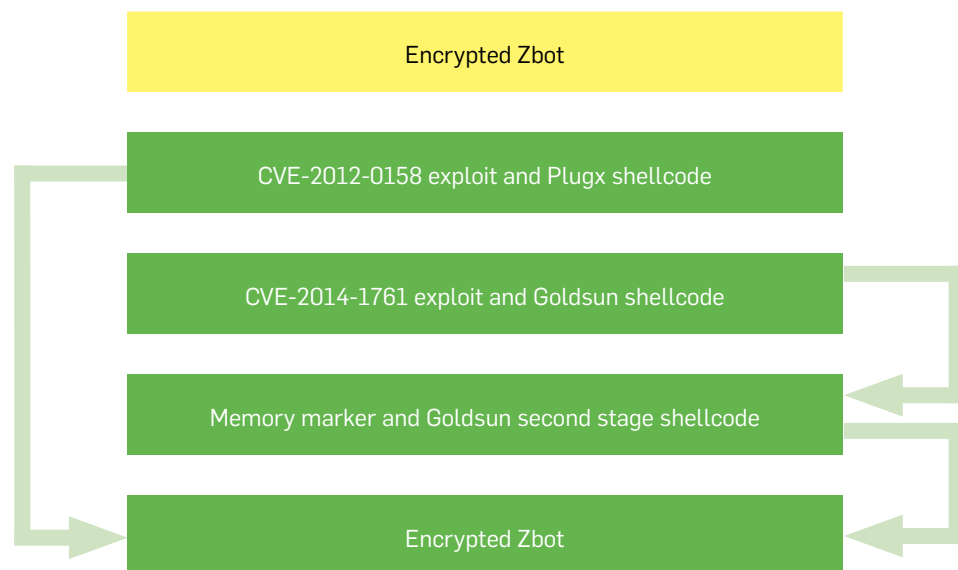 Encrypted Zbot
CVE-2012-0158 exploit and Plugx shellcode
CVE-2014-1761 exploit and Goldsun shellcode
Memory marker and Goldsun second stage shellcode
Encrypted Zbot